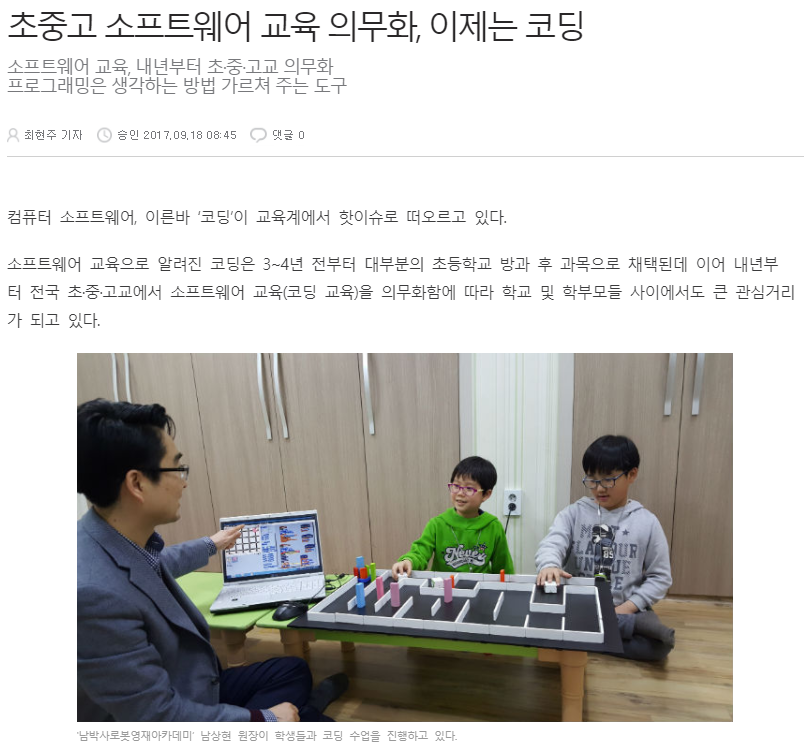 초중고 소프트웨어 교육 의무화, 이제는 코딩
소프트웨어 교육, 내년부터 초·중·고교 의무화
프로그래밍은 생각하는 방법 가르쳐 주는 도구
최현주 기자 승인 2017.09.18 08:45 댓글 0
컴퓨터 소프트웨어, 이른바 ‘코딩’이 교육계에서 핫이슈로 떠오르고 있다.
소프트웨어 교육으로 알려진 코딩은 3~4년 전부터 대부분의 초등학교 방과 후 과목으로 채택된데 이어 내년부
터 전국 초·중·고교에서 소프트웨어 교육(코딩 교육)을 의무화함에 따라 학교 및 학부모들 사이에서도 큰 관심거리
가 되고 있다.
Never
FLAVOUR
UNIQUE
89
'남박사로봇영재아카데미' 남상현 원장이 학생들과 코딩 수업을 진행하고 있다.